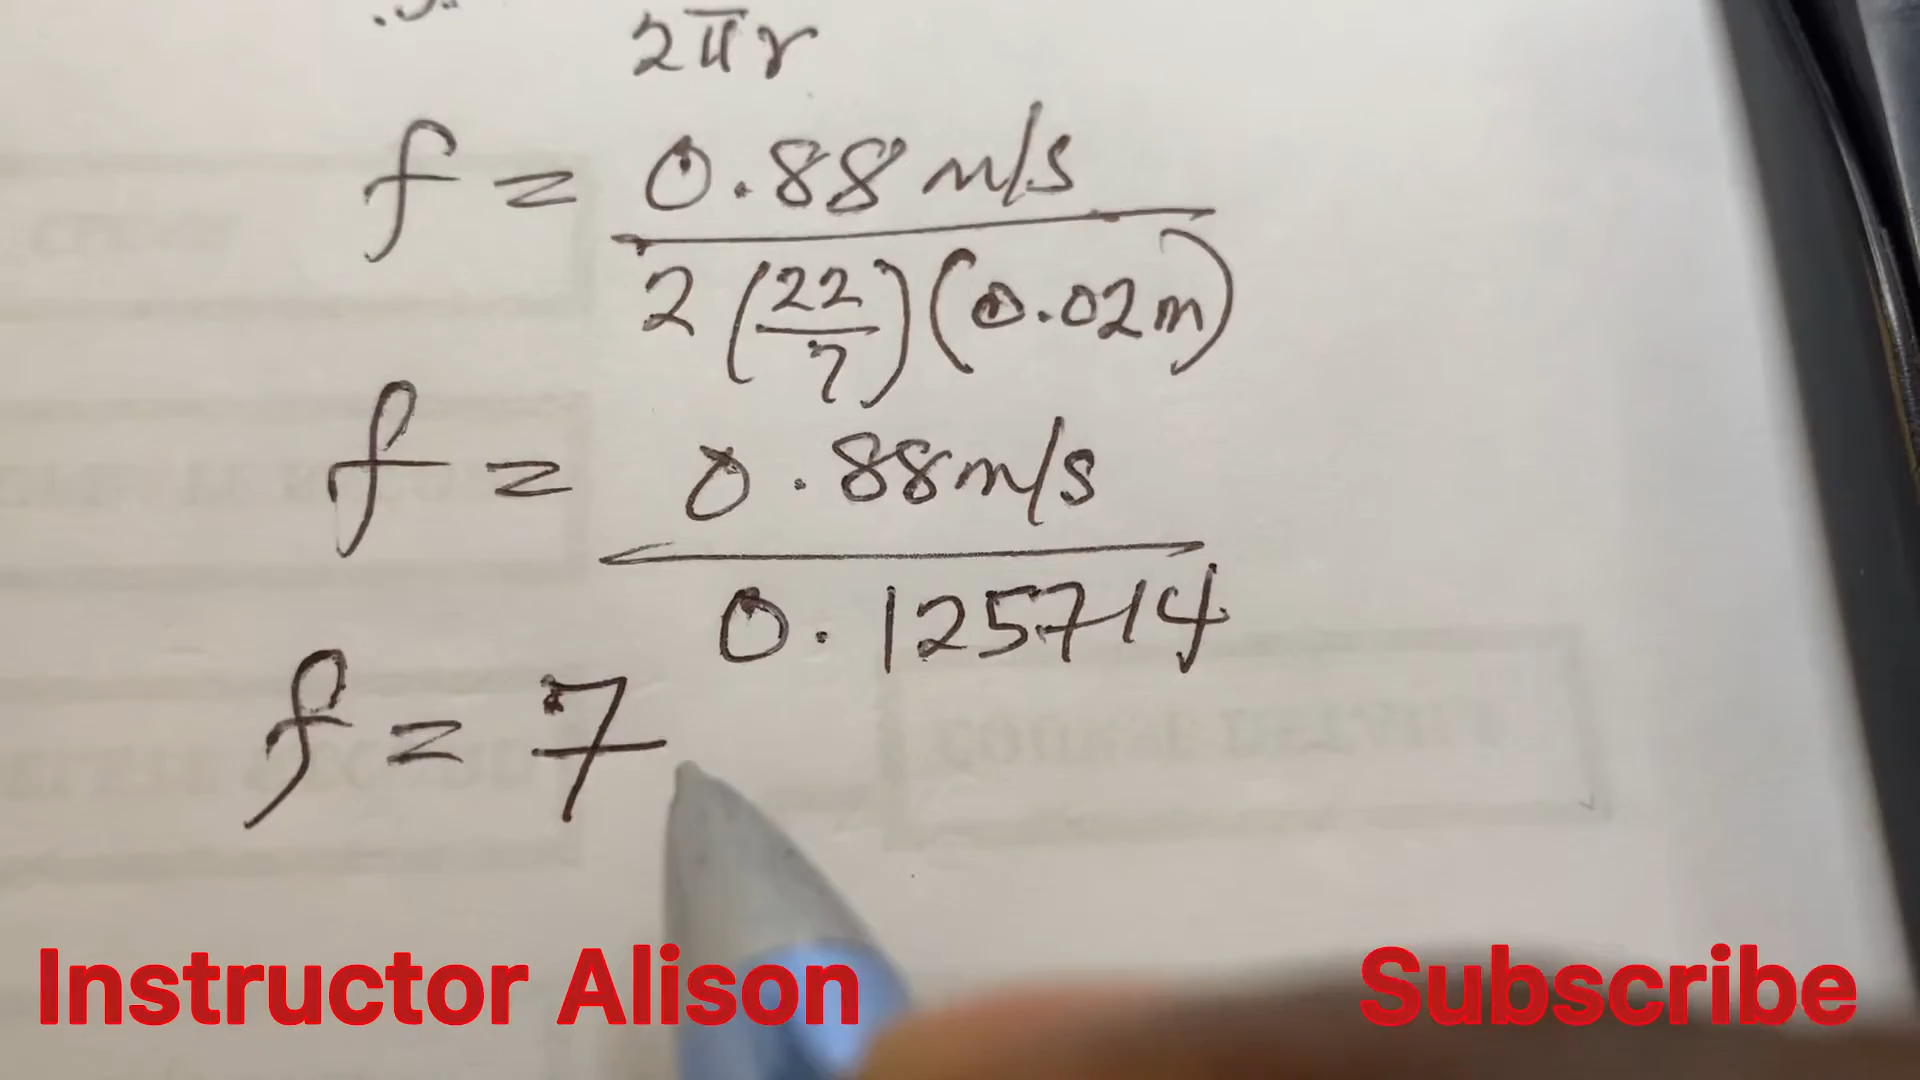 2πr
f = 0.88 m/s
2 (22/7) (0.02m)
f = 0.88m/s
0.125714
f = 7
Instructor Alison
Subscribe